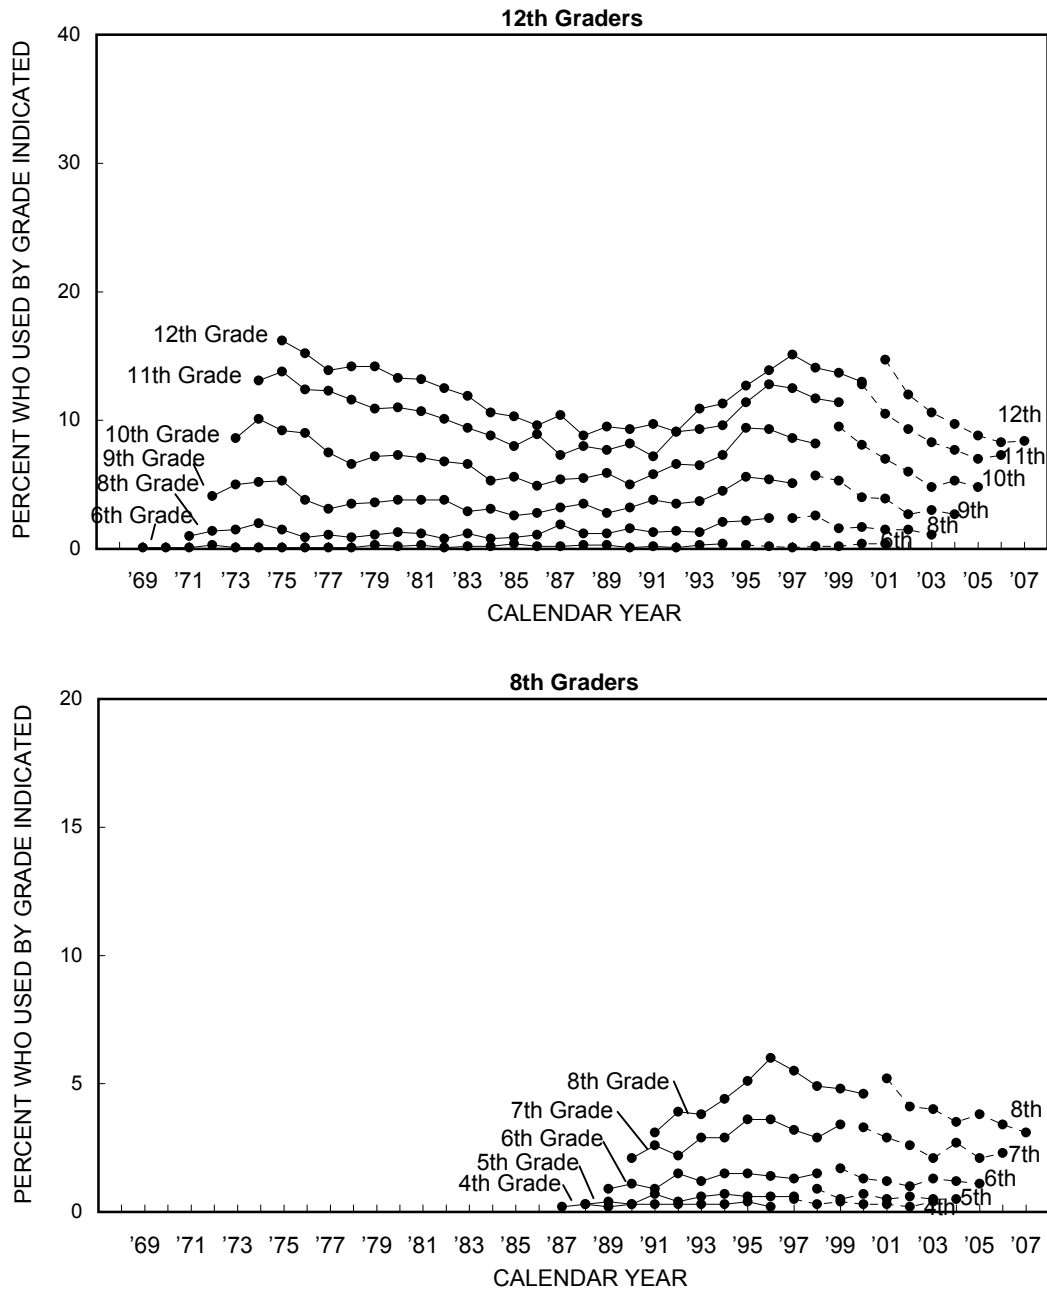 12th Graders
PERCENT WHO USED BY GRADE INDICATED
40
30
20
10
0
12th Grade
11th Grade
10th Grade
9th Grade
8th Grade
6th Grade
12th
11th
10th
9th
8th
6th
’69 ’71 ’73 ’75 ’77 ’79 ’81 ’83 ’85 ’87 ’89 ’91 ’93 ’95 ’97 ’99 ’01 ’03 ’05 ’07
CALENDAR YEAR
8th Graders
PERCENT WHO USED BY GRADE INDICATED
20
15
10
5
0
8th Grade
7th Grade
6th Grade
5th Grade
4th Grade
8th
7th
6th
5th
4th
’69 ’71 ’73 ’75 ’77 ’79 ’81 ’83 ’85 ’87 ’89 ’91 ’93 ’95 ’97 ’99 ’01 ’03 ’05 ’07
CALENDAR YEAR